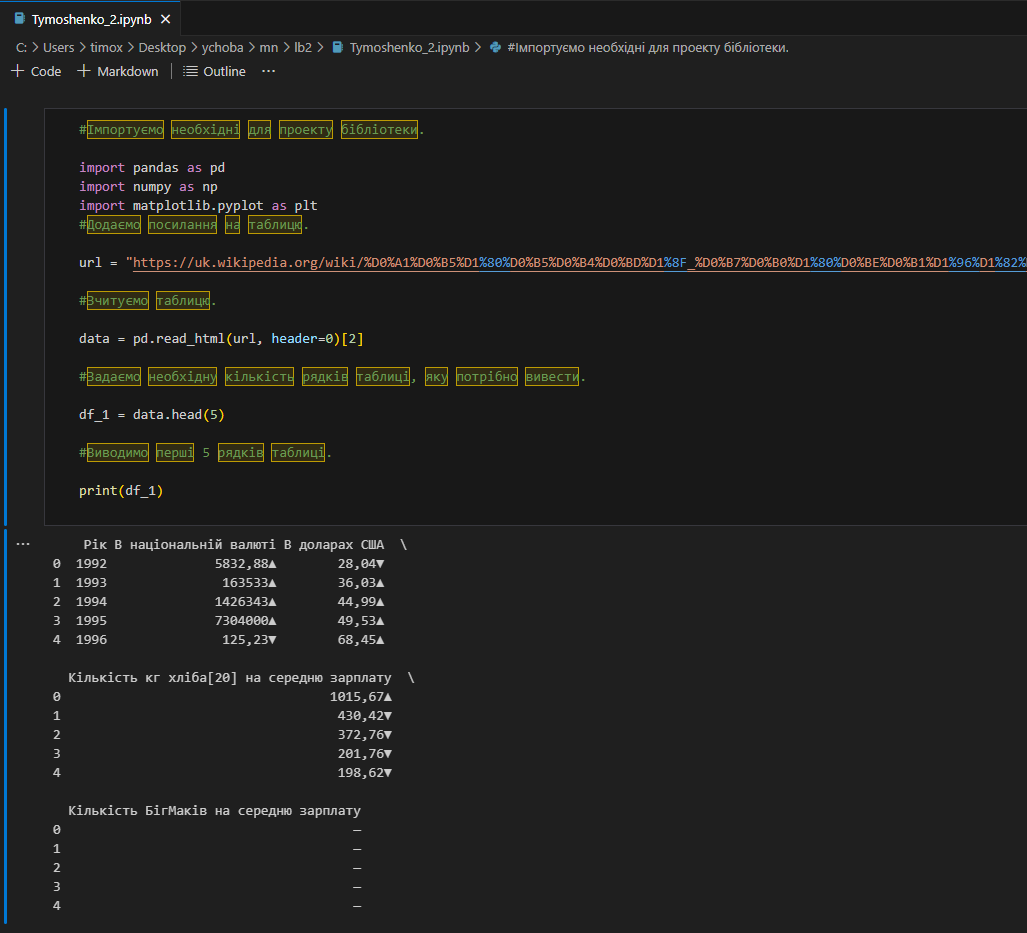 Tymoshenko_2.ipynb
C: > Users > timox > Desktop > ychoba > mn > lb2 > Tymoshenko_2.ipynb > #Імпортуємо необхідні для проекту бібліотеки.
+ Code + Markdown | Outline ...
#Імпортуємо необхідні для проекту бібліотеки.
import pandas as pd
import numpy as np
import matplotlib.pyplot as plt
#Додаємо посилання на таблицю.
url = "https://uk.wikipedia.org/wiki/%D0%A1%D0%B5%D1%80%D0%B5%D0%B4%D0%BD%D1%8F_%D0%B7%D0%B0%D1%80%D0%BE%D0%B1%D1%96%D1%82%
#Зчитуємо таблицю.
data = pd.read_html(url, header=0)[2]
#Задаємо необхідну кількість рядків таблиці, яку потрібно вивести.
df_1 = data.head(5)
#Виводимо перші 5 рядків таблиці.
print(df_1)
... Рік В національній валюті В доларах США \
0 1992 5832,88▲ 28,04▼
1 1993 163533▲ 36,03▲
2 1994 1426343▲ 44,99▲
3 1995 7304000▲ 49,53▲
4 1996 125,23▼ 68,45▲
Кількість кг хліба[20] на середню зарплату \
0 1015,67▲
1 430,42▼
2 372,76▼
3 201,76▼
4 198,62▼
Кількість БігМаків на середню зарплату
0 —
1 —
2 —
3 —
4 —